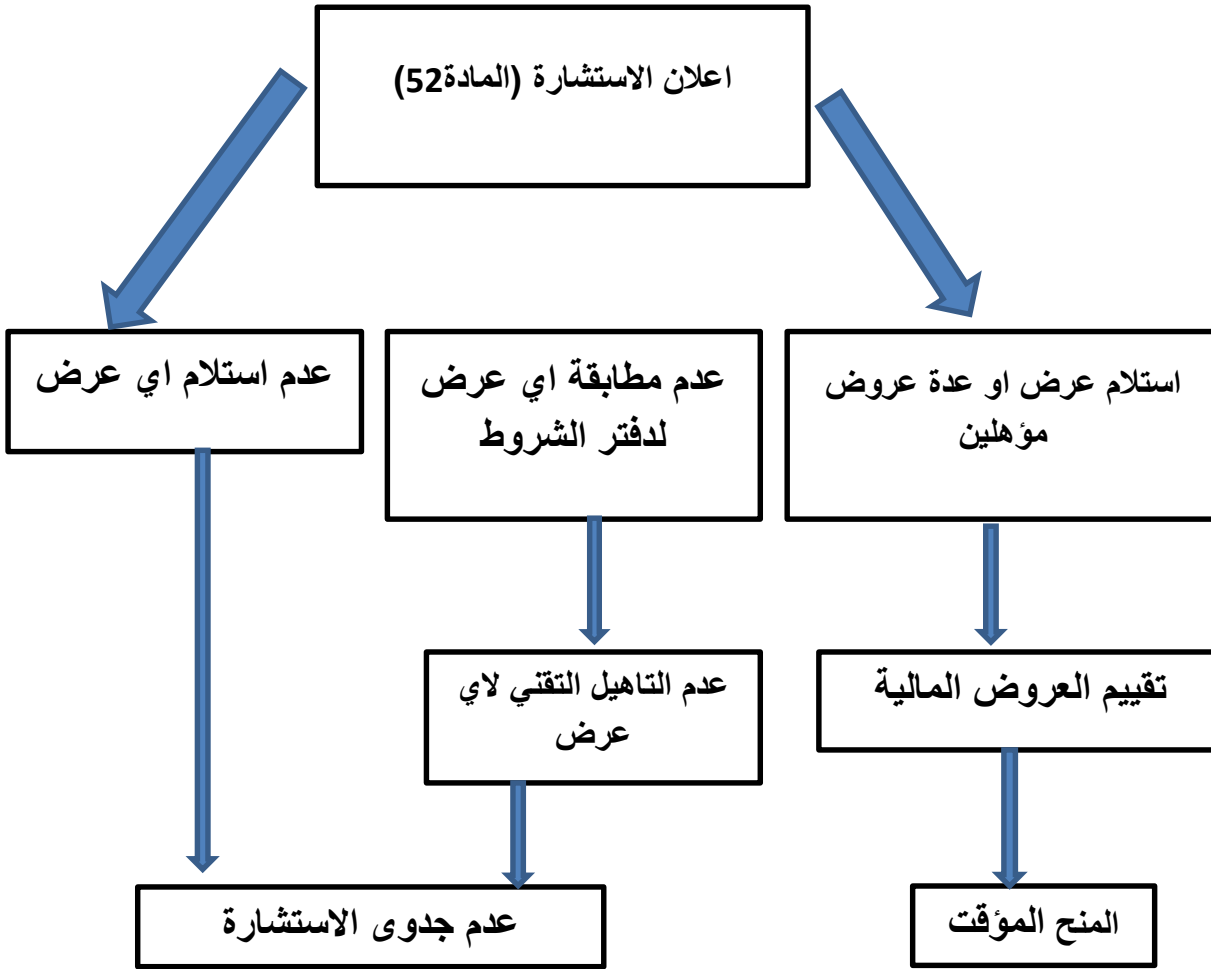 اعلان الاستشارة (المادة52)
استلام عرض او عدة عروض
مؤهلين
عدم مطابقة اي عرض
لدفتر الشروط
عدم استلام اي عرض
تقييم العروض المالية
عدم التاهيل التقني لاي
عرض
المنح المؤقت
عدم جدوى الاستشارة